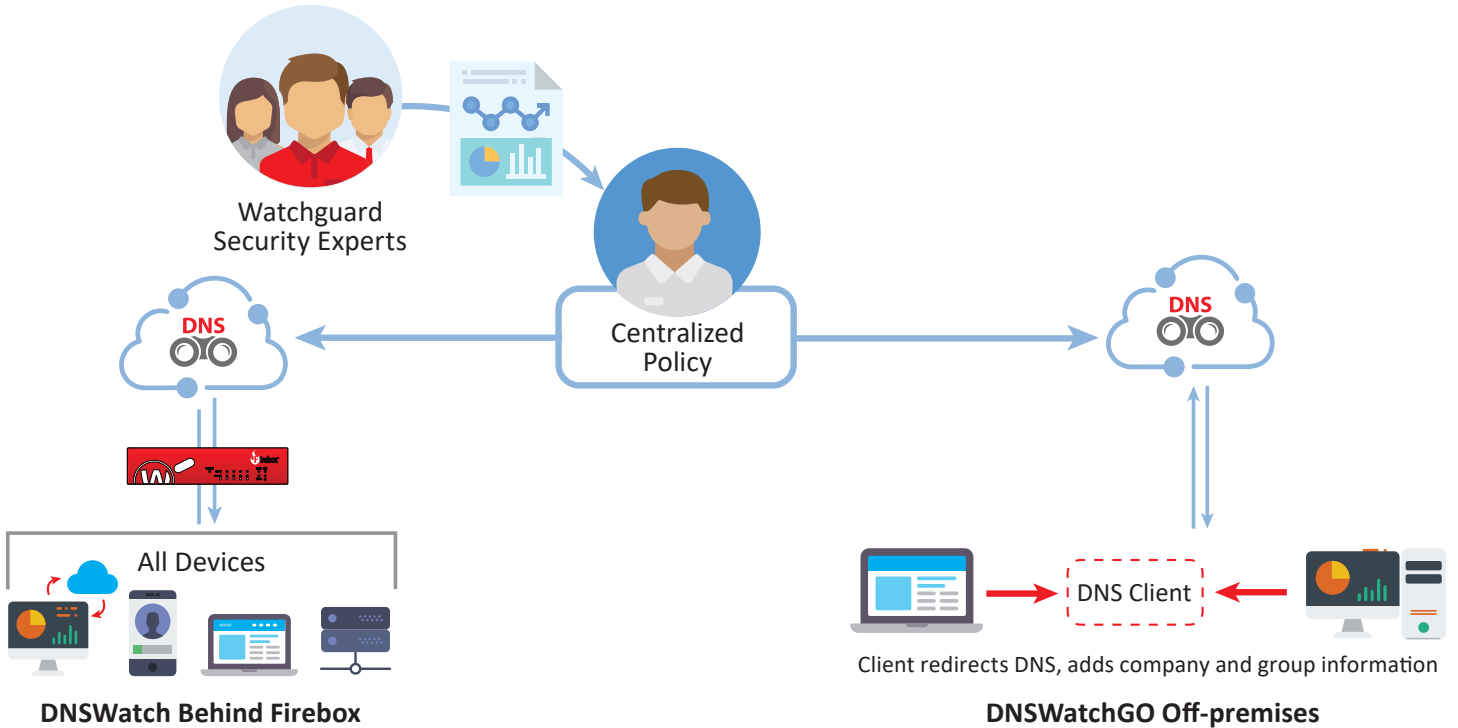 Watchguard
Security Experts
Centralized
Policy
DNS
DNS
Firebox
W
All Devices
DNS Client
Client redirects DNS, adds company and group information
DNSWatch Behind Firebox
DNSWatchGO Off-premises